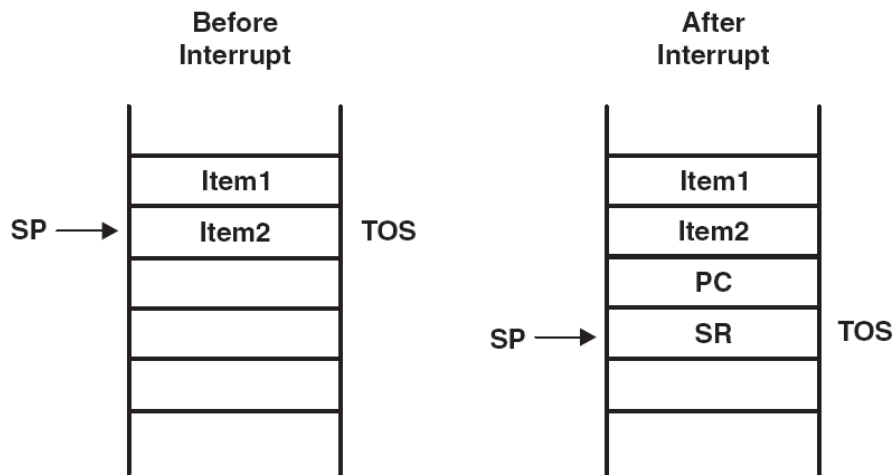 Before
Interrupt
Item1
SP
Item2
TOS
After
Interrupt
Item1
Item2
PC
SP
SR
TOS